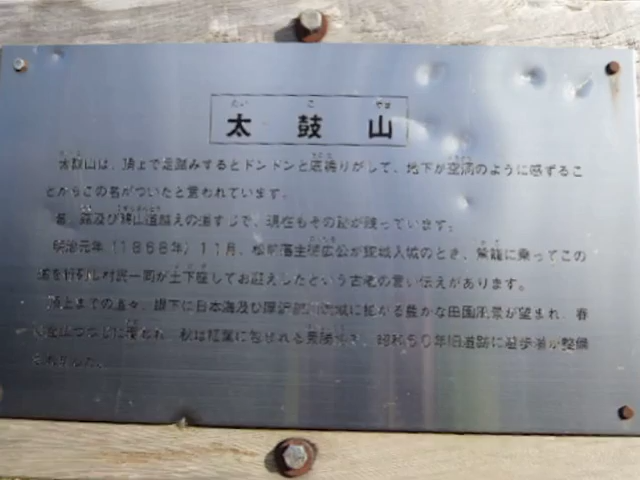 たいこやま
太鼓山
太鼓山は、頂上で足踏みするとドンドンと底鳴りがして、地下が空洞のように感ずるこ
とからこの名がついたと言われています。
昔、及び山道越えの道すじで、現在もその跡が残っています。
明治元年(1868年)11月、松前藩主広公が館城入城のとき、駕籠に乗ってこの
道を行列し村民一同が土下座してお迎えしたという古老の言い伝えがあります。
頂上までの道々、眼下に日本海及び厚沢部川流域に拡がる豊かな田園風景が望まれ、春
は山つつじに覆われ、秋は紅葉に包まれる景勝で、昭和60年旧道跡に遊歩道が整備
されました。